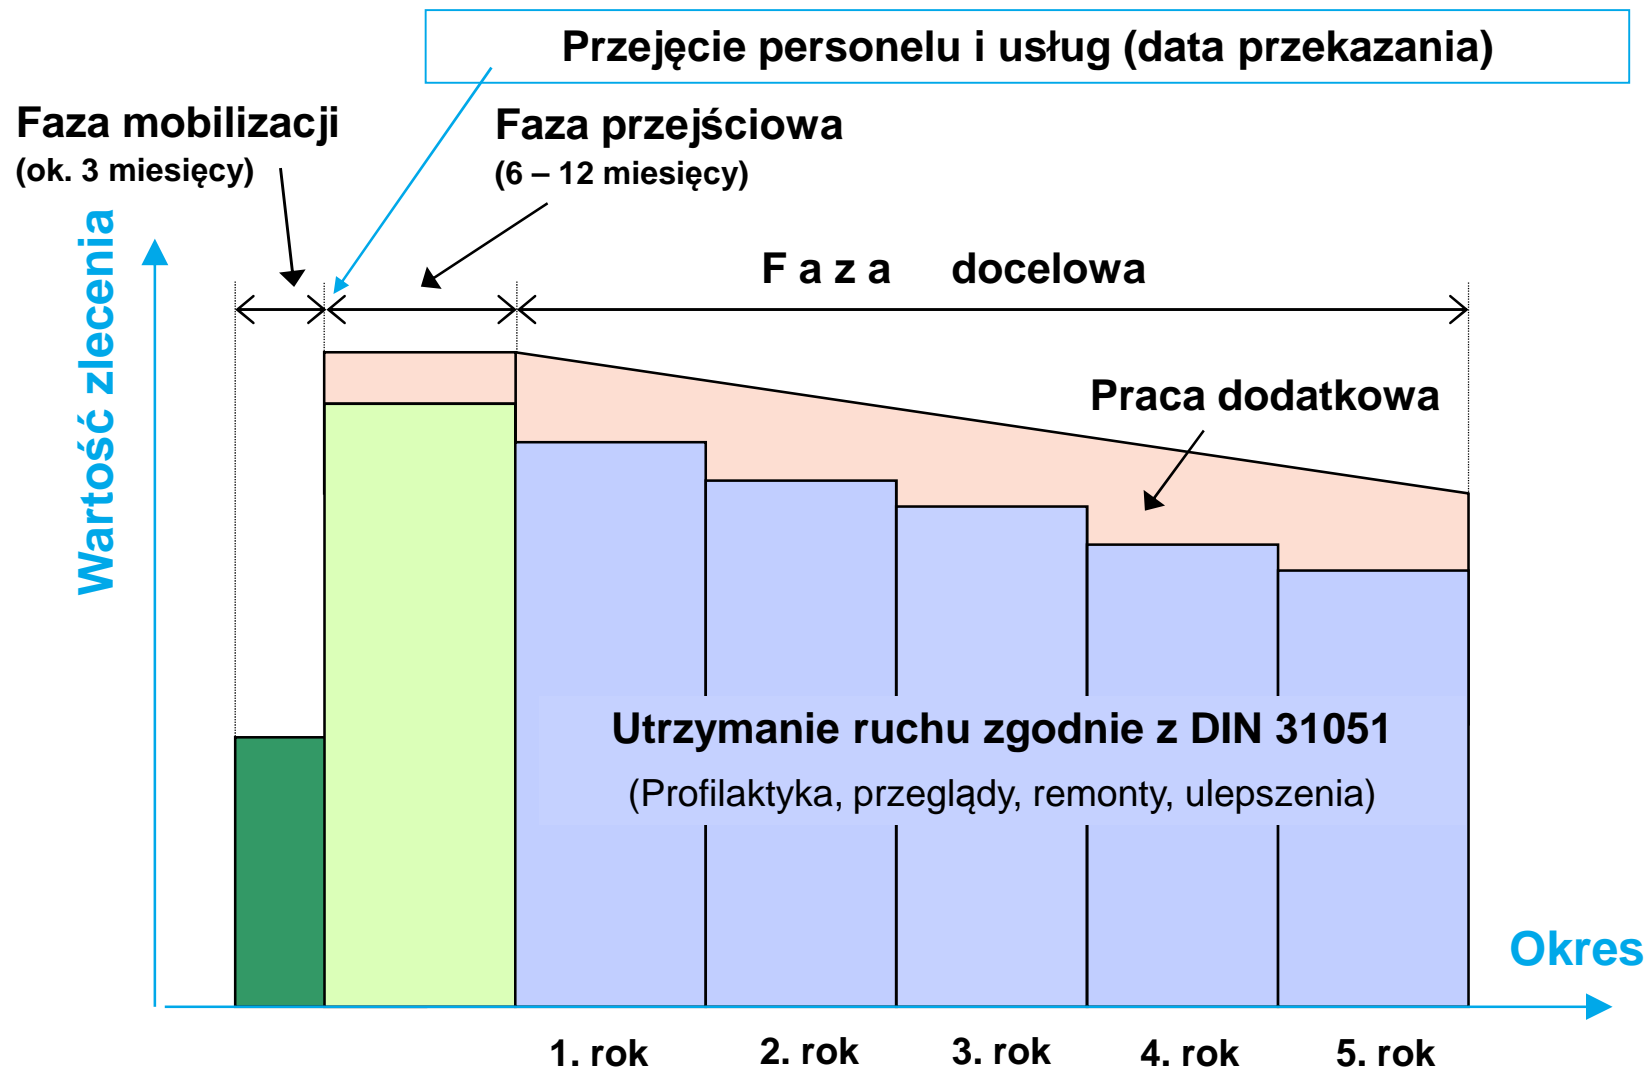 Przejęcie personelu i usług (data przekazania)
Faza mobilizacji
(ok. 3 miesięcy)
Faza przejściowa
(6 – 12 miesięcy)
Wartość zlecenia
F a z a docelowa
Praca dodatkowa
Utrzymanie ruchu zgodnie z DIN 31051
(Profilaktyka, przeglądy, remonty, ulepszenia)
Okres
1. rok
2. rok
3. rok
4. rok
5. rok